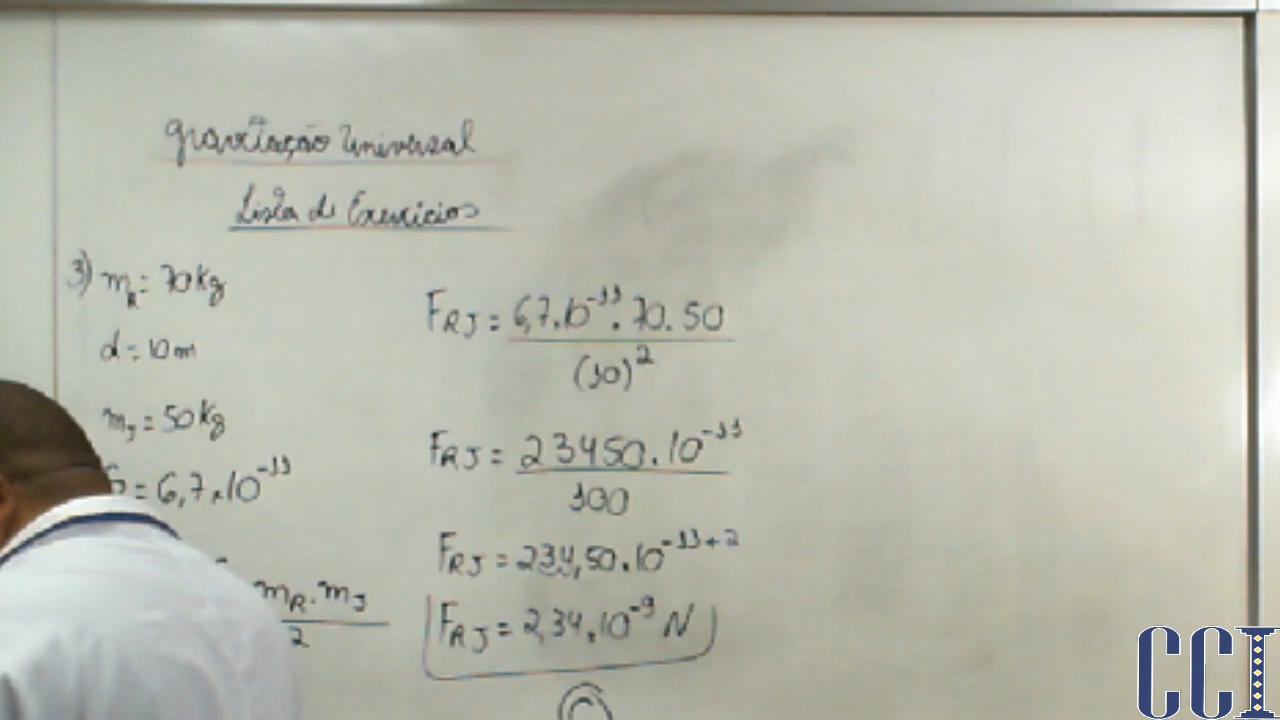 Gravitação Universal
Lista de Exercícios
3) mR = 70 kg
d = 10 m
mJ = 50 kg
G = 6,7.10^-11
mR . mJ
2
FRJ = 6,7.10^-11 . 70 . 50
(10)^2
FRJ = 23450.10^-11
100
FRJ = 234,50.10^-11+2
FRJ = 2,34.10^-9 N
C
CCI